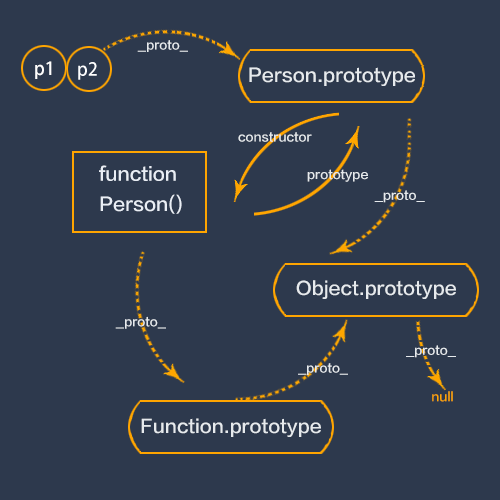 _proto_
p1
p2
Person.prototype
constructor
function
Person()
prototype
_proto_
Object.prototype
_proto_
_proto_
_proto_
null
Function.prototype